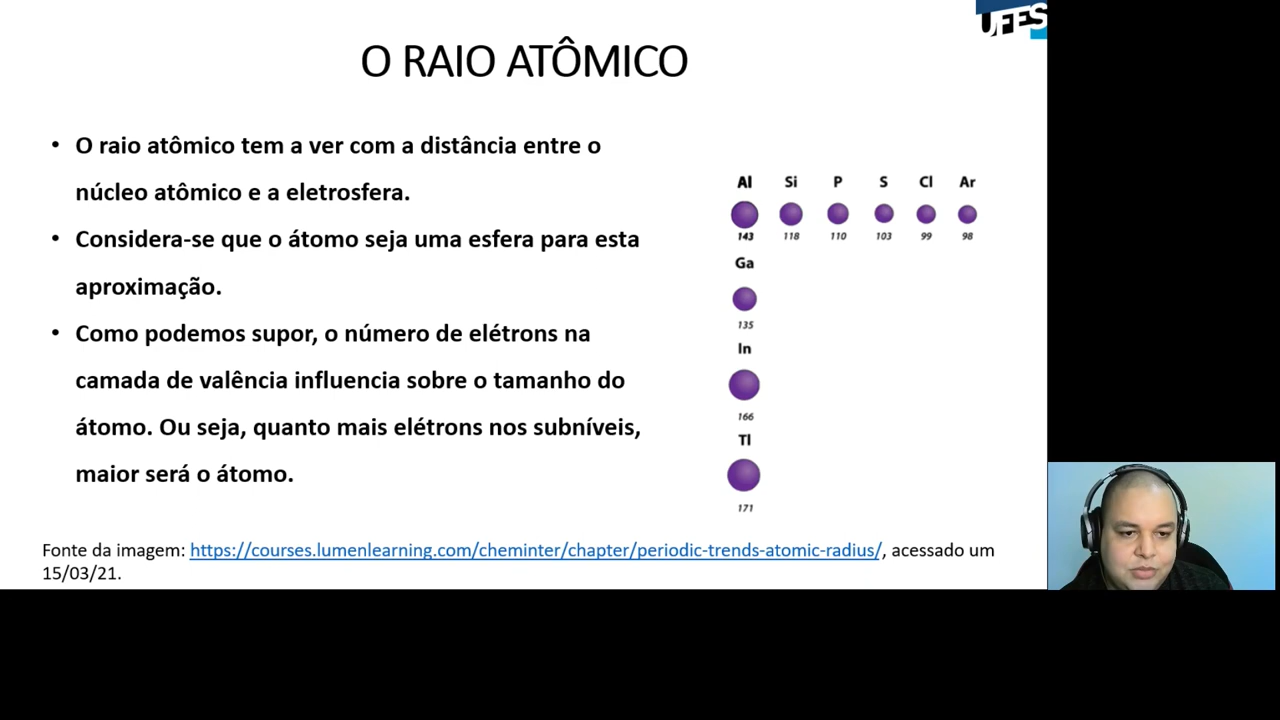 UFES
O RAIO ATÔMICO
• O raio atômico tem a ver com a distância entre o
núcleo atômico e a eletrosfera.
• Considera-se que o átomo seja uma esfera para esta
aproximação.
• Como podemos supor, o número de elétrons na
camada de valência influencia sobre o tamanho do
átomo. Ou seja, quanto mais elétrons nos subníveis,
maior será o átomo.
Al Si P S Cl Ar
143 118 110 103 99 98
Ga
135
In
166
Tl
171
Fonte da imagem: https://courses.lumenlearning.com/cheminter/chapter/periodic-trends-atomic-radius/, acessado um
15/03/21.